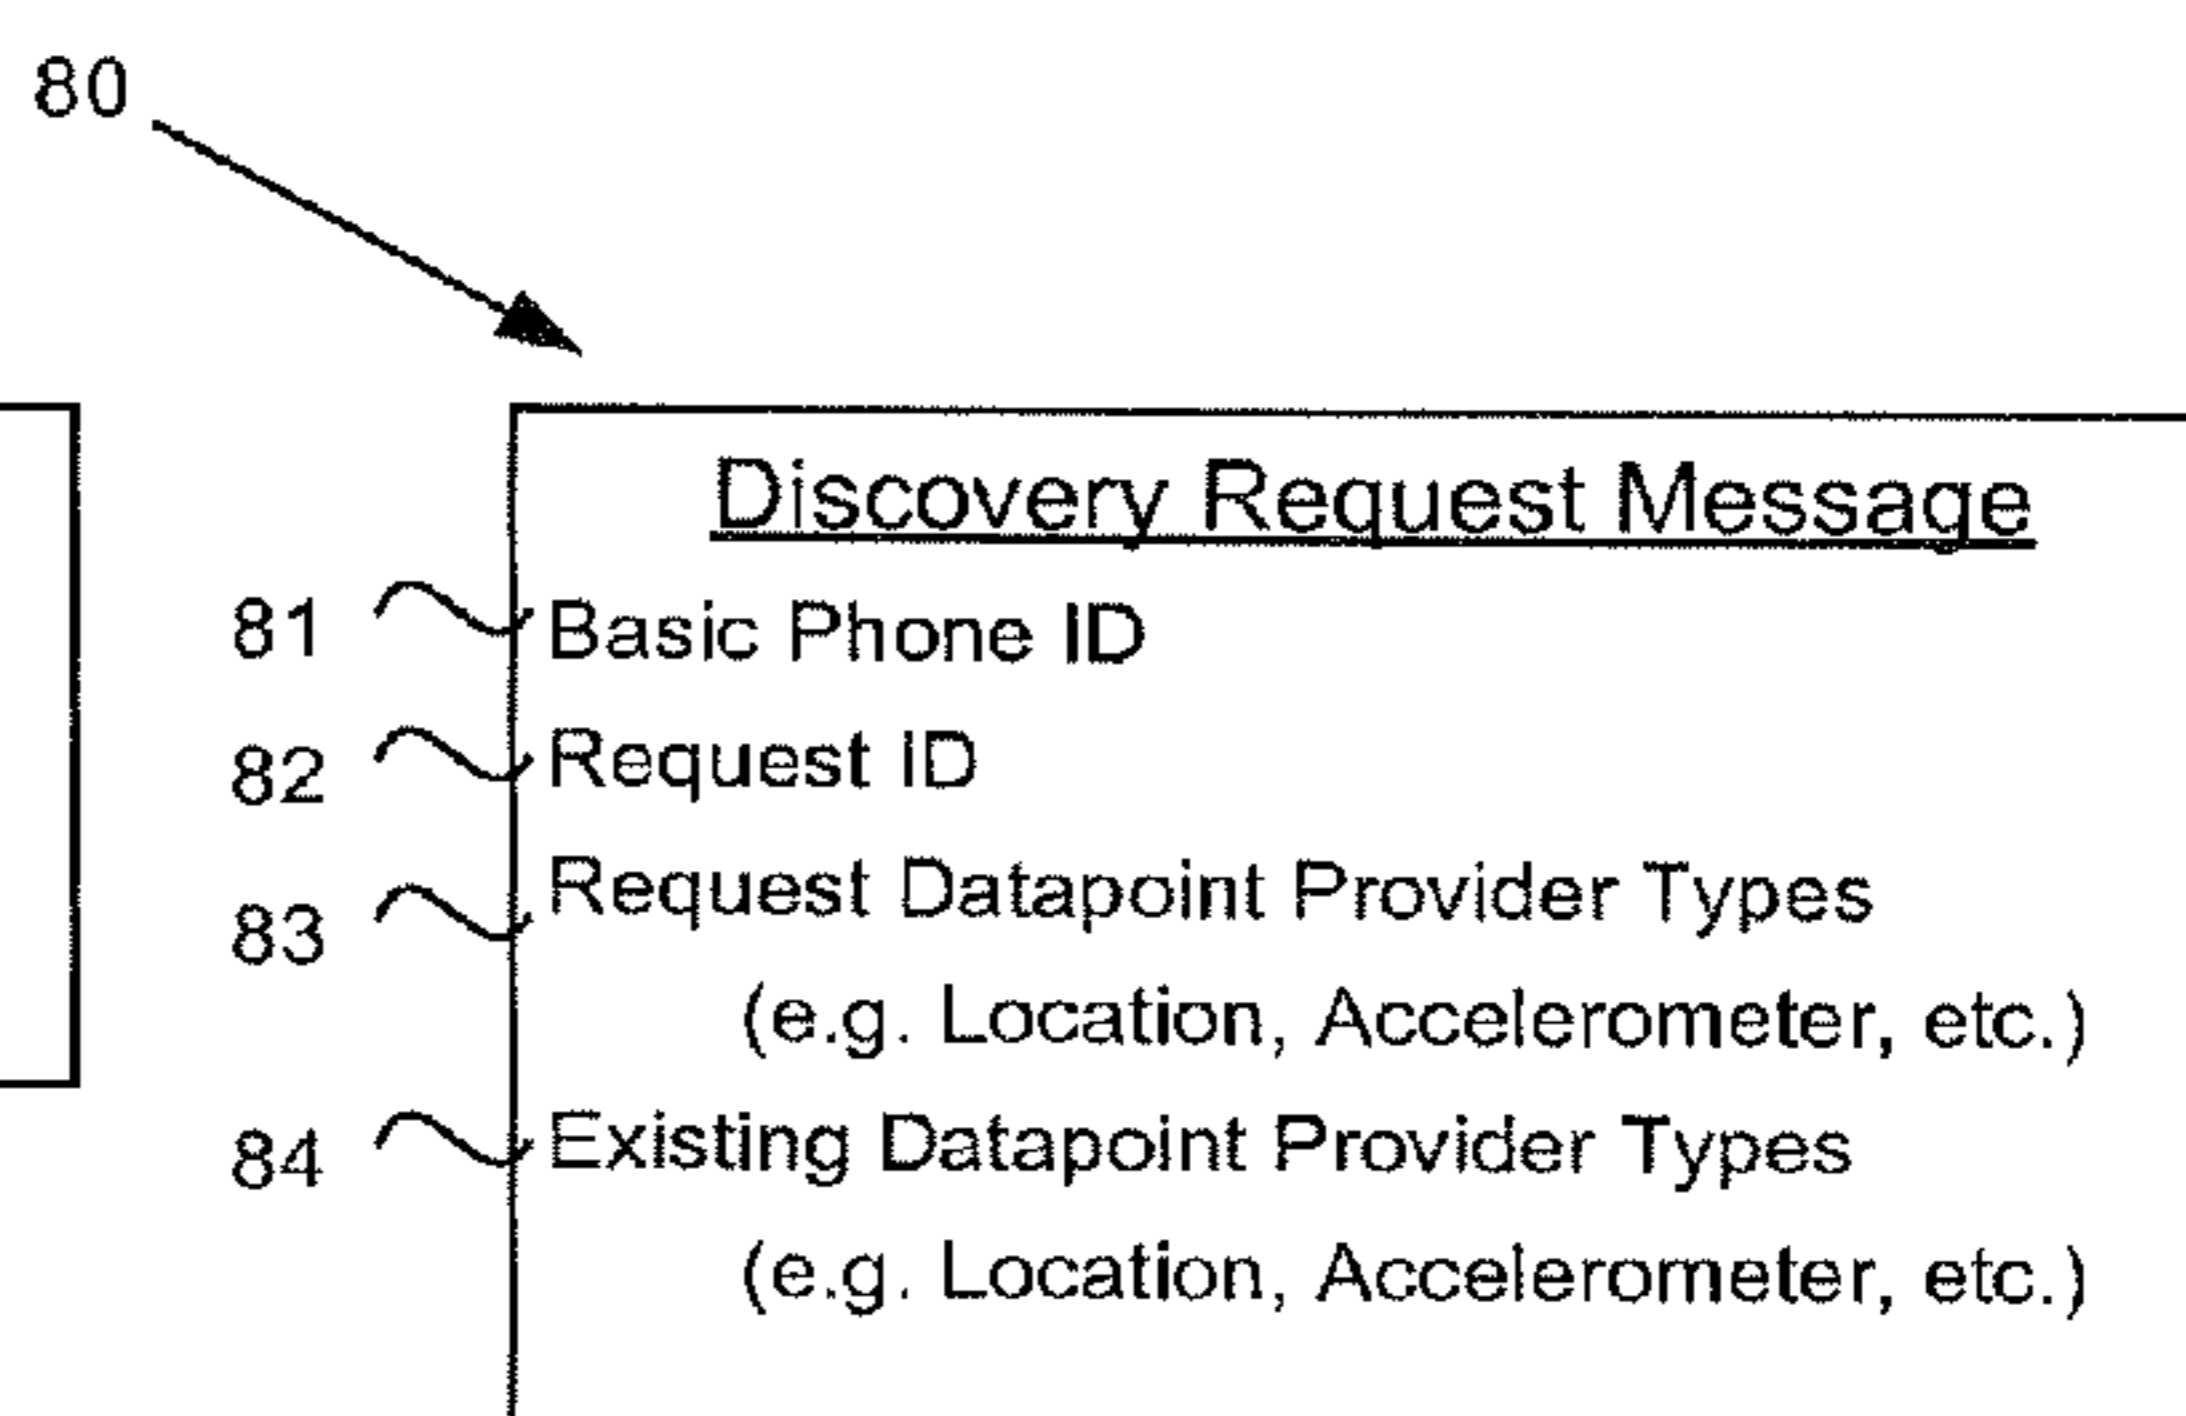 80
Discovery Request Message
81 Basic Phone ID
82 Request ID
83 Request Datapoint Provider Types
(e.g. Location, Accelerometer, etc.)
84 Existing Datapoint Provider Types
(e.g. Location, Accelerometer, etc.)